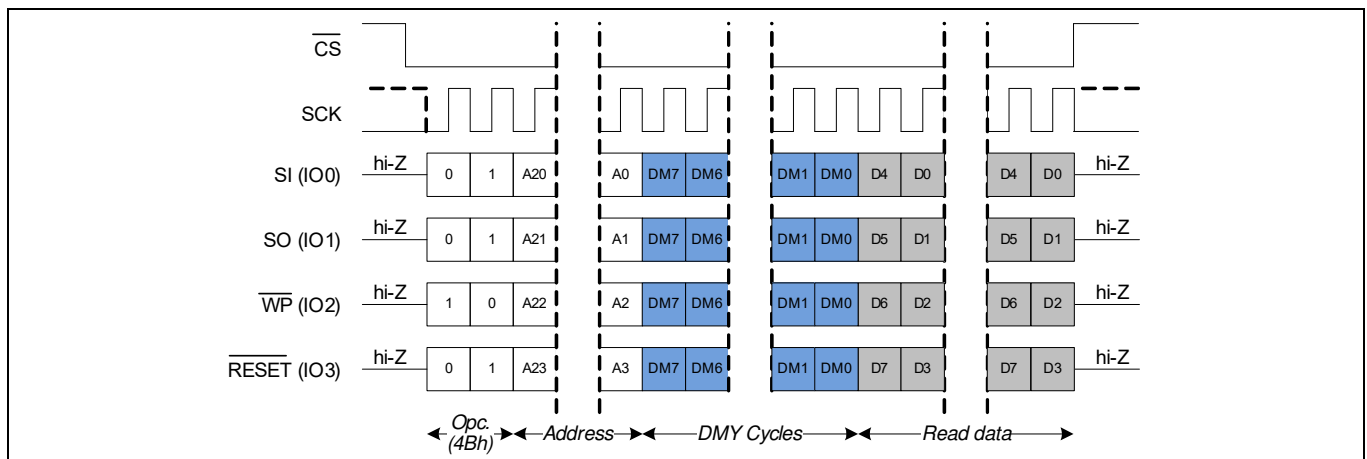 CS
SCK
SI (IO0) hi-Z 0 1 A20 A0 DM7 DM6 DM1 DM0 D4 D0 D4 D0 hi-Z
SO (IO1) hi-Z 0 1 A21 A1 DM7 DM6 DM1 DM0 D5 D1 D5 D1 hi-Z
WP (IO2) hi-Z 1 0 A22 A2 DM7 DM6 DM1 DM0 D6 D2 D6 D2 hi-Z
RESET (IO3) hi-Z 0 1 A23 A3 DM7 DM6 DM1 DM0 D7 D3 D7 D3 hi-Z
Opc. Address DMY Cycles Read data
(4Bh)